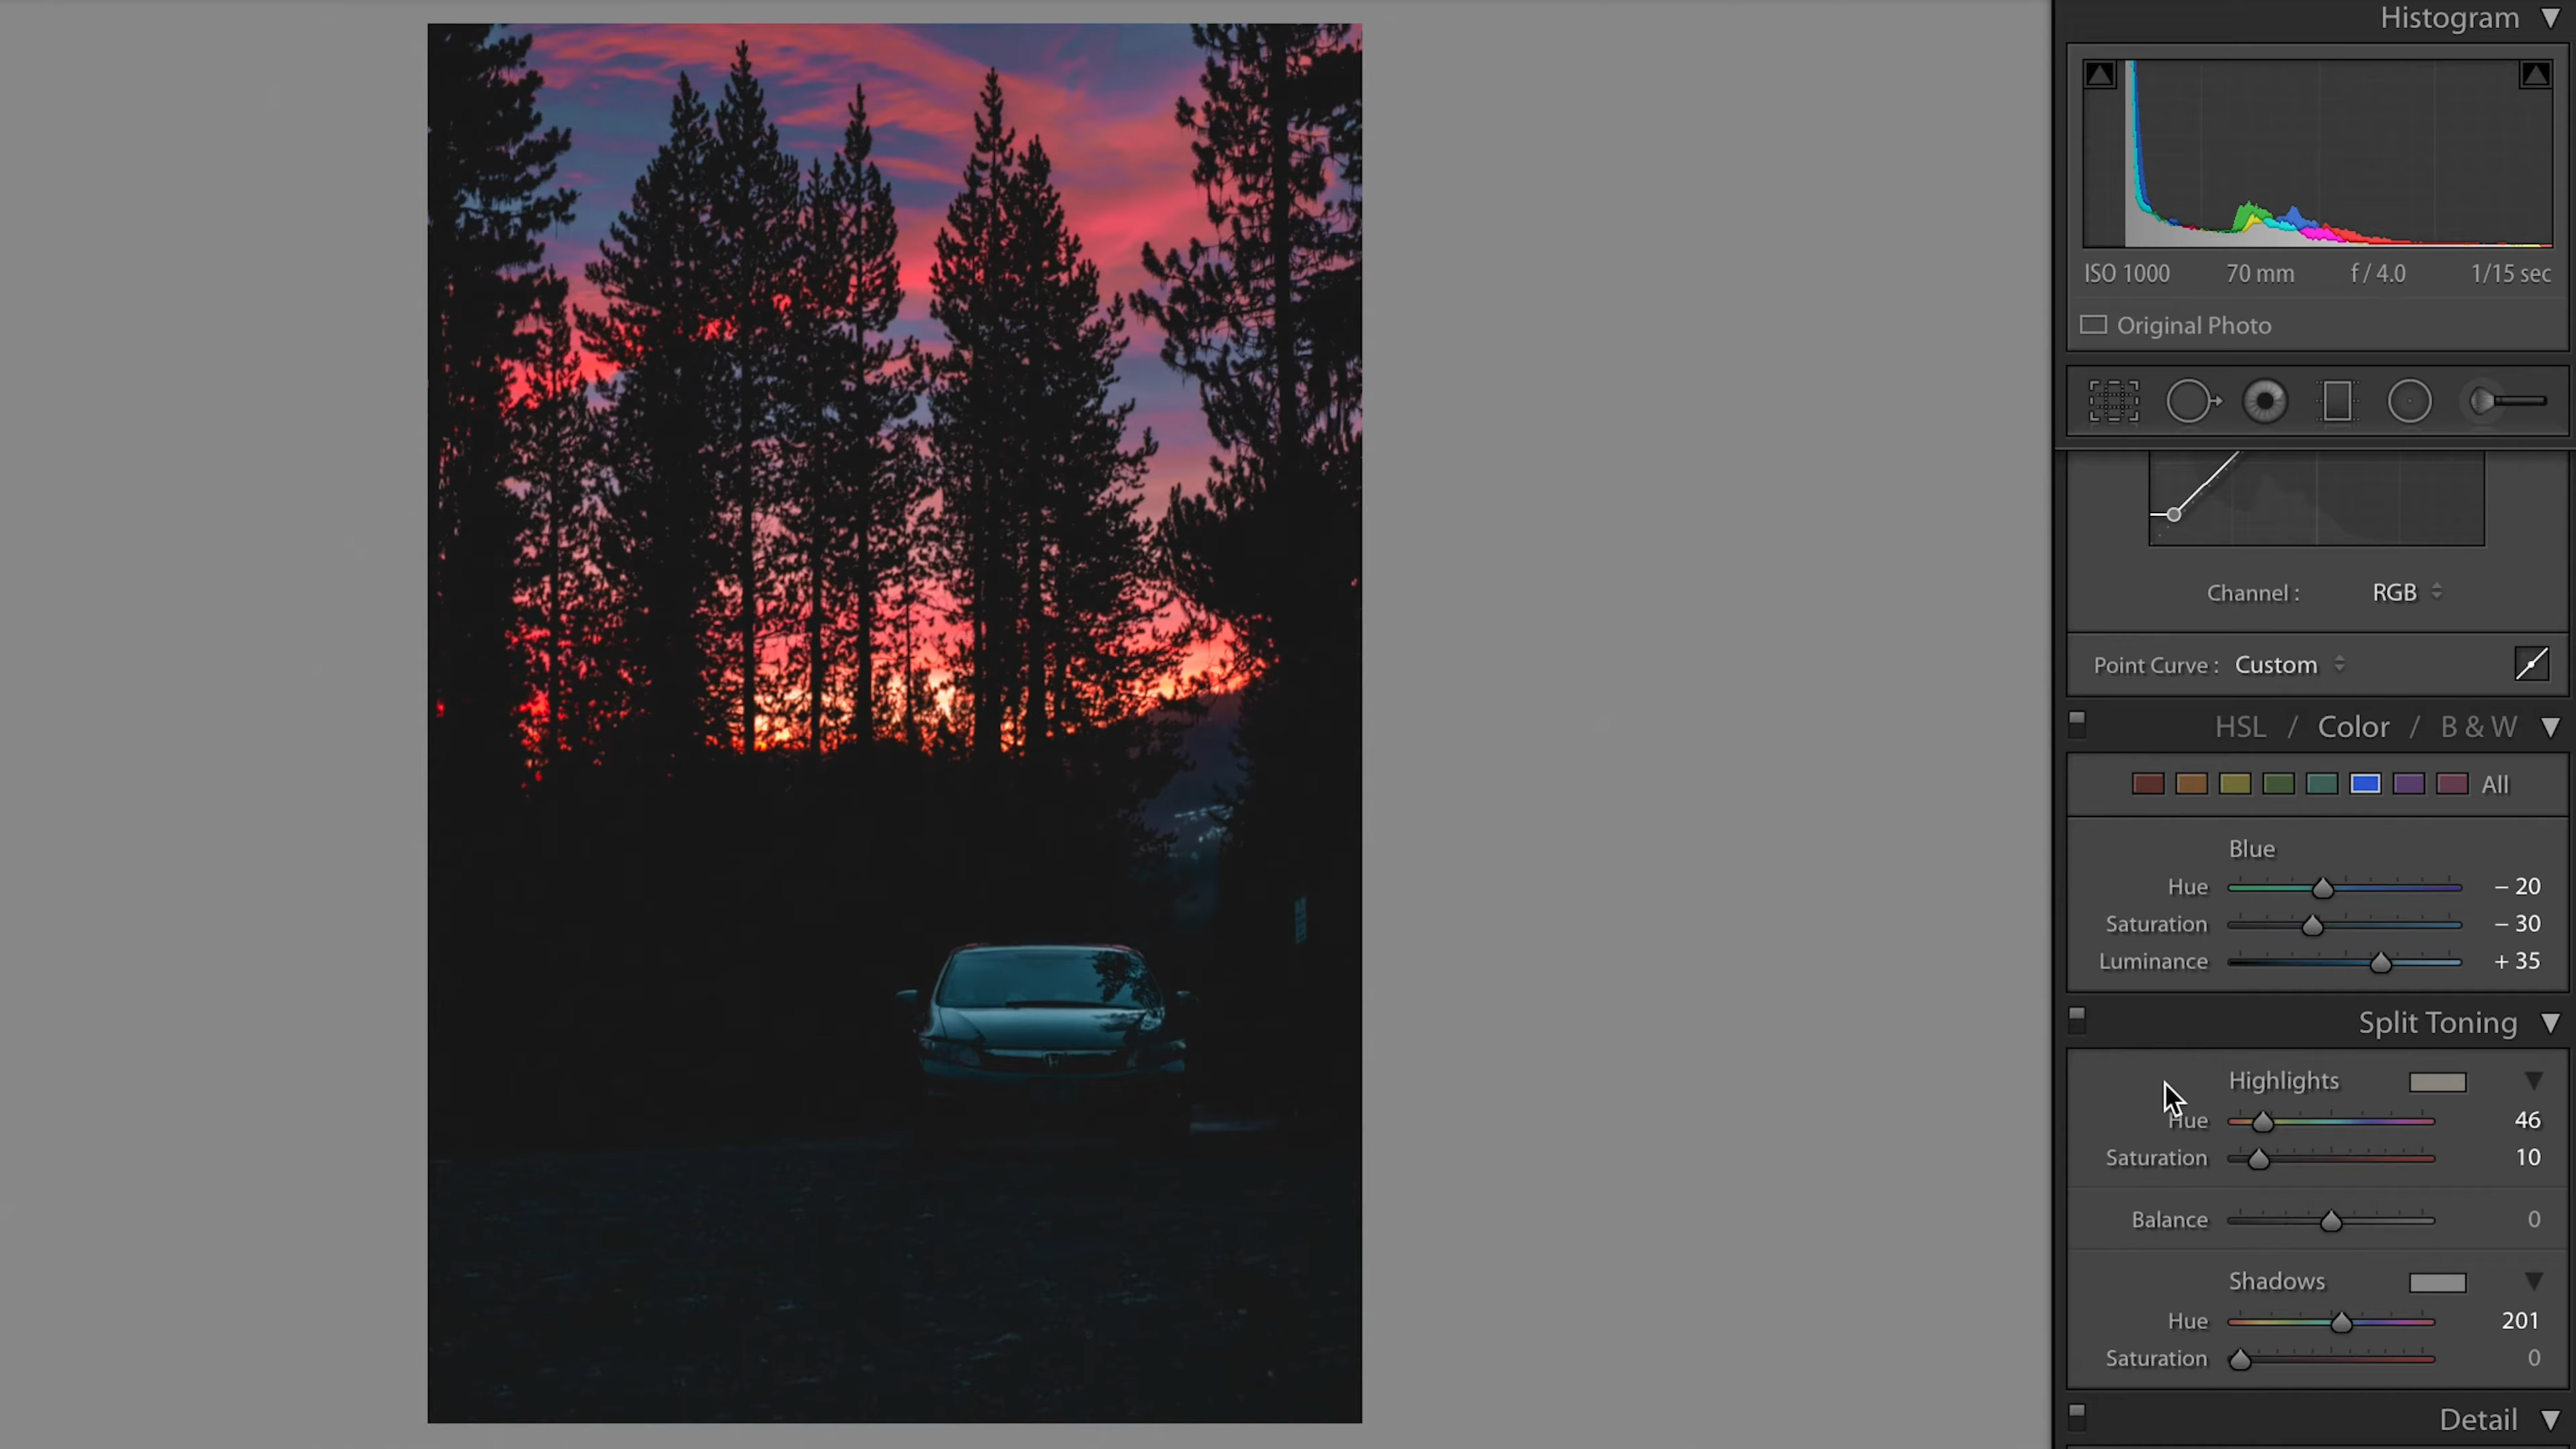 Histogram
ISO 1000 70 mm f / 4.0 1/15 sec
Original Photo
Channel : RGB
Point Curve : Custom
HSL / Color / B & W
All
Blue
Hue – 20
Saturation – 30
Luminance + 35
Split Toning
Highlights
Hue 46
Saturation 10
Balance 0
Shadows
Hue 201
Saturation 0
Detail